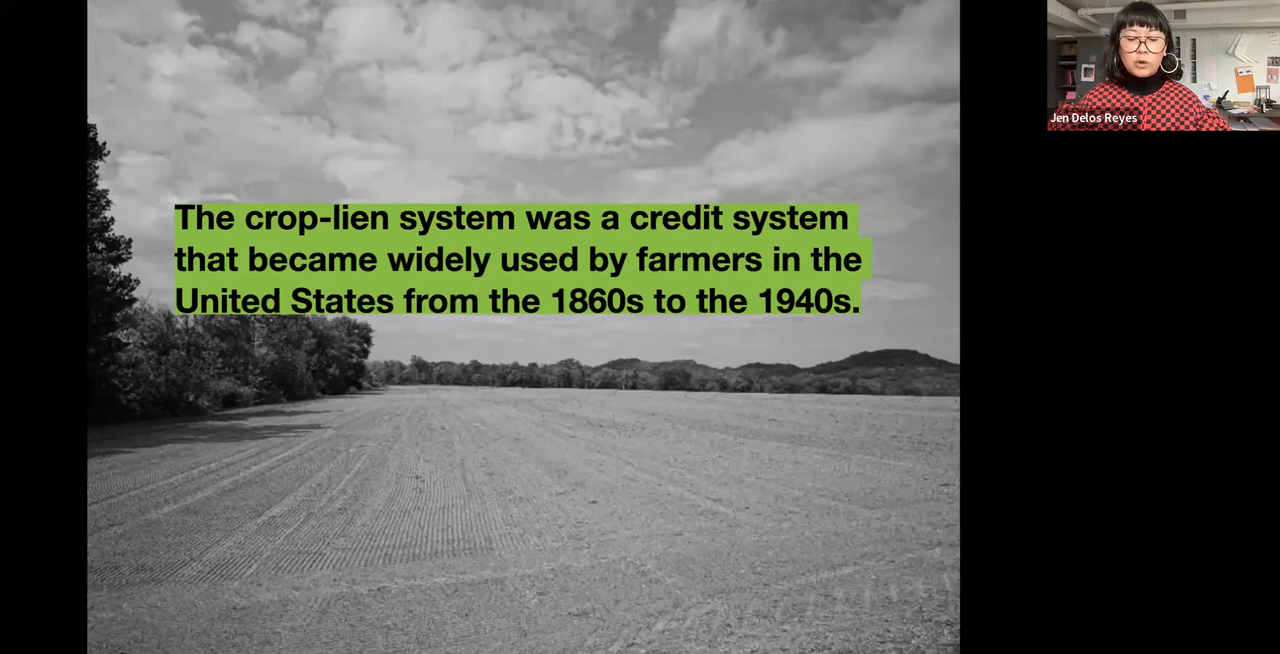 The crop-lien system was a credit system
that became widely used by farmers in the
United States from the 1860s to the 1940s.
Jen Delos Reyes